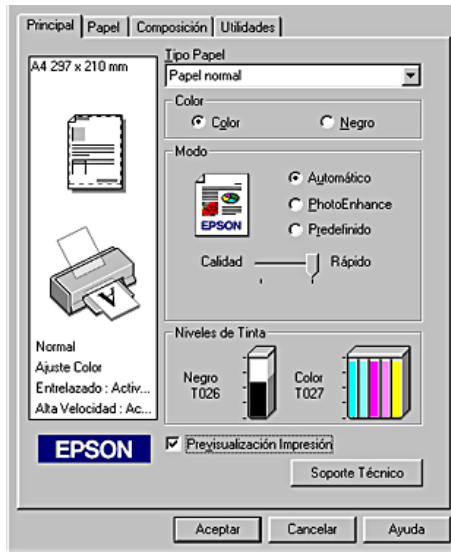 Principal Papel Composición Utilidades
A4 297 x 210 mm
Tipo Papel
Papel normal
Color
Color Negro
Modo
EPSON
Automático
PhotoEnhance
Predefinido
Calidad Rápido
Niveles de Tinta
Negro
T026
Color
T027
Normal
Ajuste Color
Entrelazado : Activ...
Alta Velocidad : Ac...
EPSON
Previsualización Impresión
Soporte Técnico
Aceptar Cancelar Ayuda